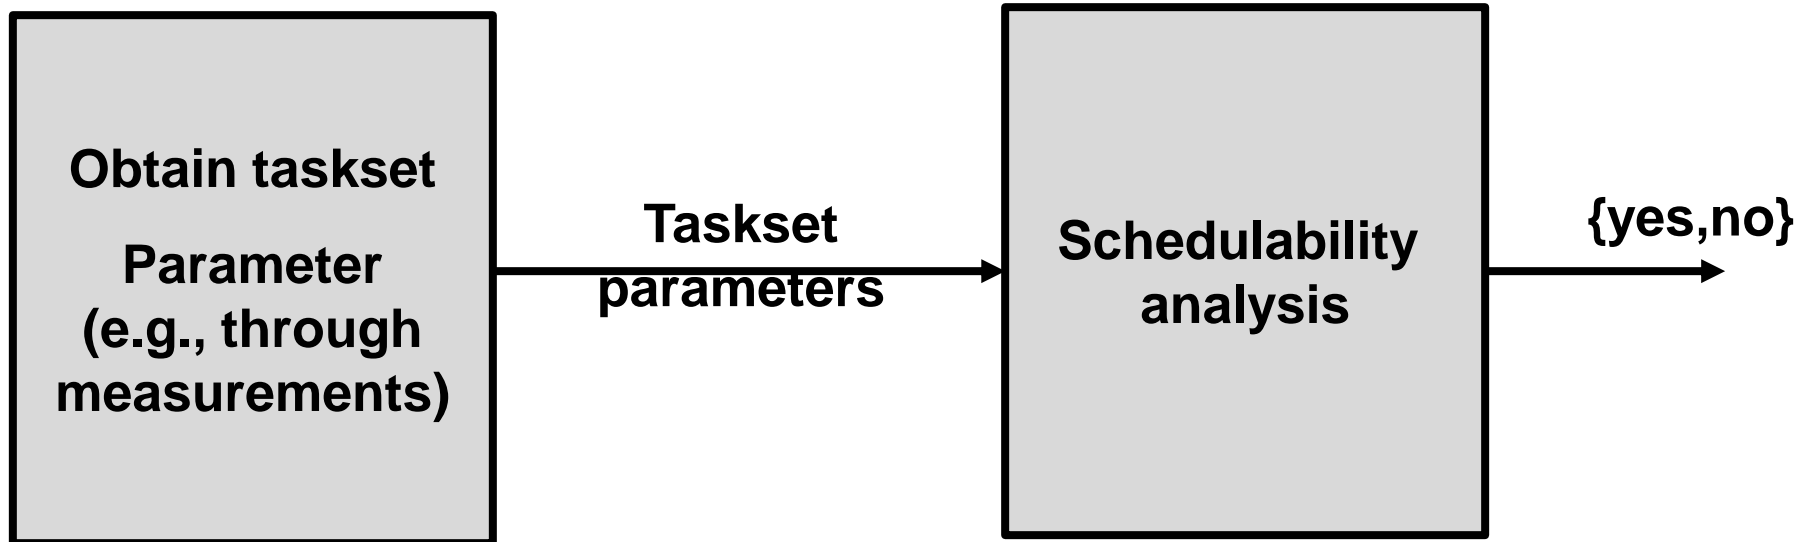 Obtain taskset
Parameter
(e.g., through
measurements)
Taskset
parameters
Schedulability
analysis
{yes,no}